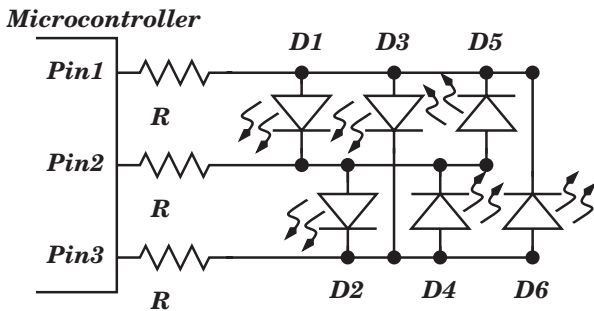 Microcontroller
D1 D3 D5
Pin1
R
Pin2
R
Pin3
D2 D4 D6
R